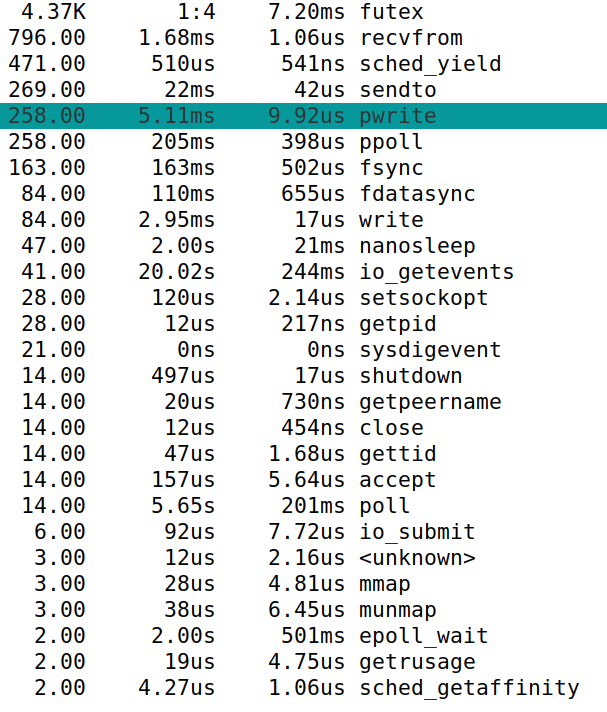 4.37K 1:4 7.20ms futex
796.00 1.68ms 1.06us recvfrom
471.00 510us 541ns sched_yield
269.00 22ms 42us sendto
258.00 5.11ms 9.92us pwrite
258.00 205ms 398us ppoll
163.00 163ms 502us fsync
84.00 110ms 655us fdatasync
84.00 2.95ms 17us write
47.00 2.00s 21ms nanosleep
41.00 20.02s 244ms io_getevents
28.00 120us 2.14us setsockopt
28.00 12us 217ns getpid
21.00 0ns 0ns sysdigevent
14.00 497us 17us shutdown
14.00 20us 730ns getpeername
14.00 12us 454ns close
14.00 47us 1.68us gettid
14.00 157us 5.64us accept
14.00 5.65s 201ms poll
6.00 92us 7.72us io_submit
3.00 12us 2.16us <unknown>
3.00 28us 4.81us mmap
3.00 38us 6.45us munmap
2.00 2.00s 501ms epoll_wait
2.00 19us 4.75us getrusage
2.00 4.27us 1.06us sched_getaffinity